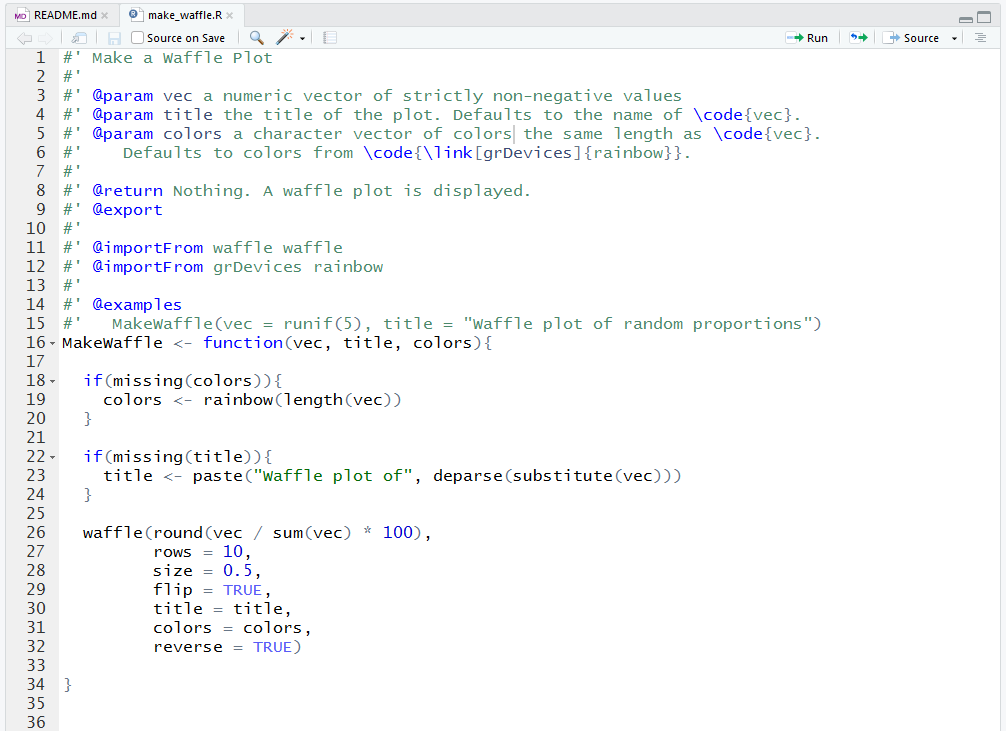 README.md × make_waffle.R ×
Source on Save Run Source
1 #' Make a Waffle Plot
2 #'
3 #' @param vec a numeric vector of strictly non-negative values
4 #' @param title the title of the plot. Defaults to the name of \code{vec}.
5 #' @param colors a character vector of colors the same length as \code{vec}.
6 #'    Defaults to colors from \code{\link[grDevices]{rainbow}}.
7 #'
8 #' @return Nothing. A waffle plot is displayed.
9 #' @export
10 #'
11 #' @importFrom waffle waffle
12 #' @importFrom grDevices rainbow
13 #'
14 #' @examples
15 #'   MakeWaffle(vec = runif(5), title = "Waffle plot of random proportions")
16 MakeWaffle <- function(vec, title, colors){
17
18   if(missing(colors)){
19     colors <- rainbow(length(vec))
20   }
21
22   if(missing(title)){
23     title <- paste("Waffle plot of", deparse(substitute(vec)))
24   }
25
26   waffle(round(vec / sum(vec) * 100),
27          rows = 10,
28          size = 0.5,
29          flip = TRUE,
30          title = title,
31          colors = colors,
32          reverse = TRUE)
33
34 }
35
36